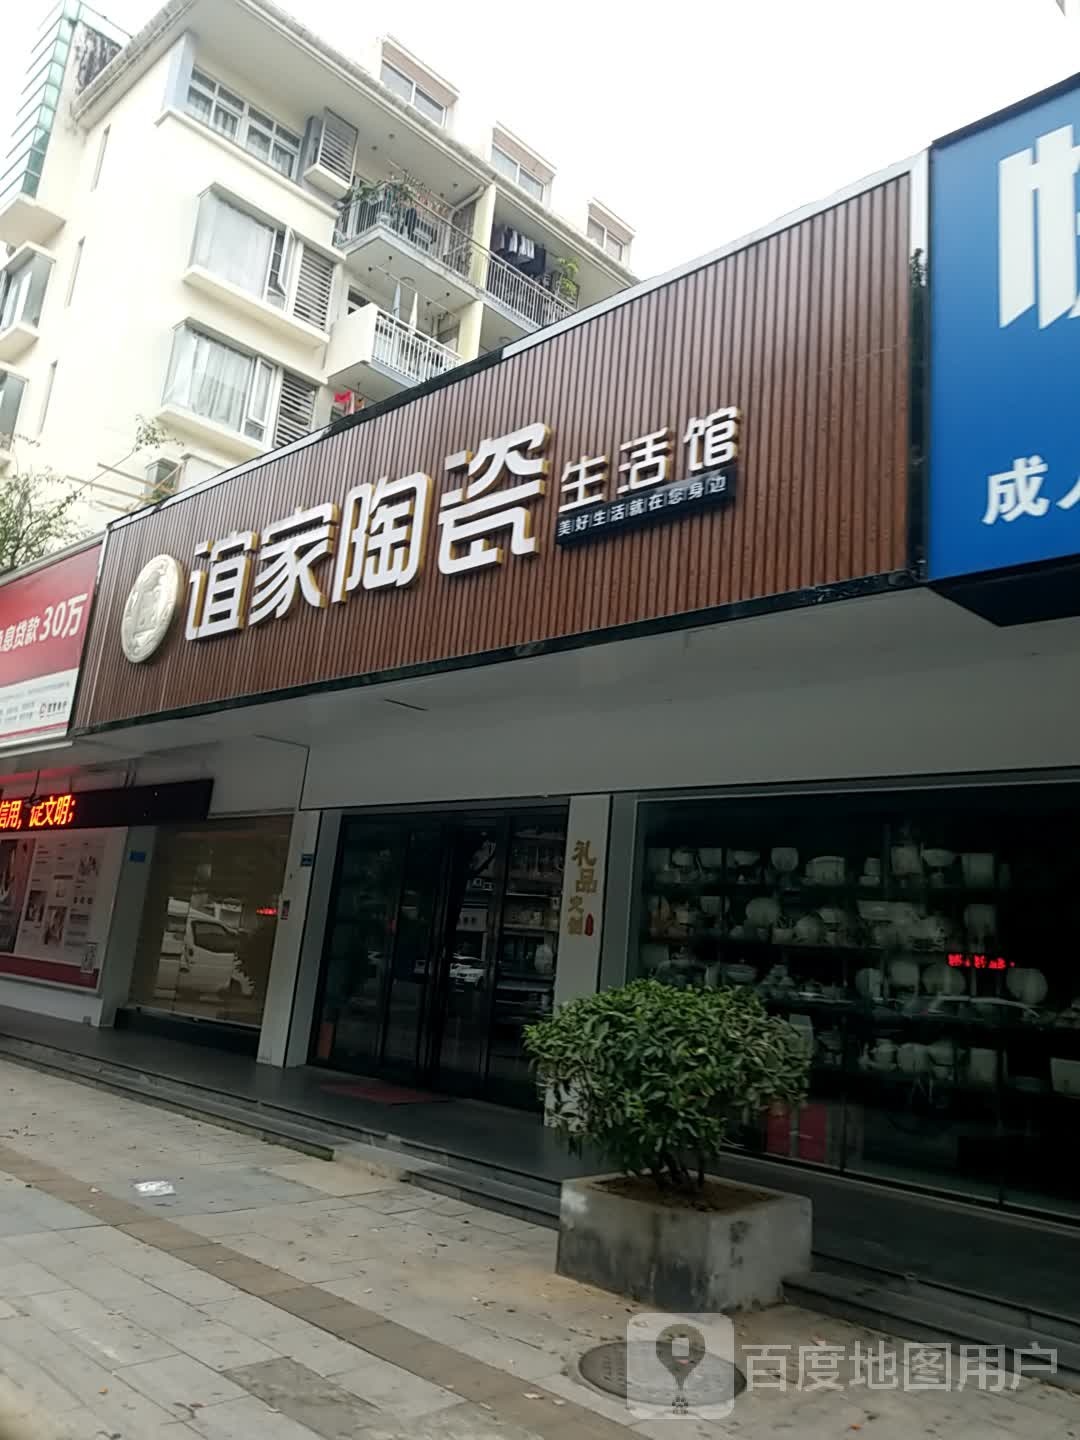 谊家陶瓷
生活馆
美好生活就在您身边
息贷款30万
信用，证文明；
礼品定制
成人
百度地图用户